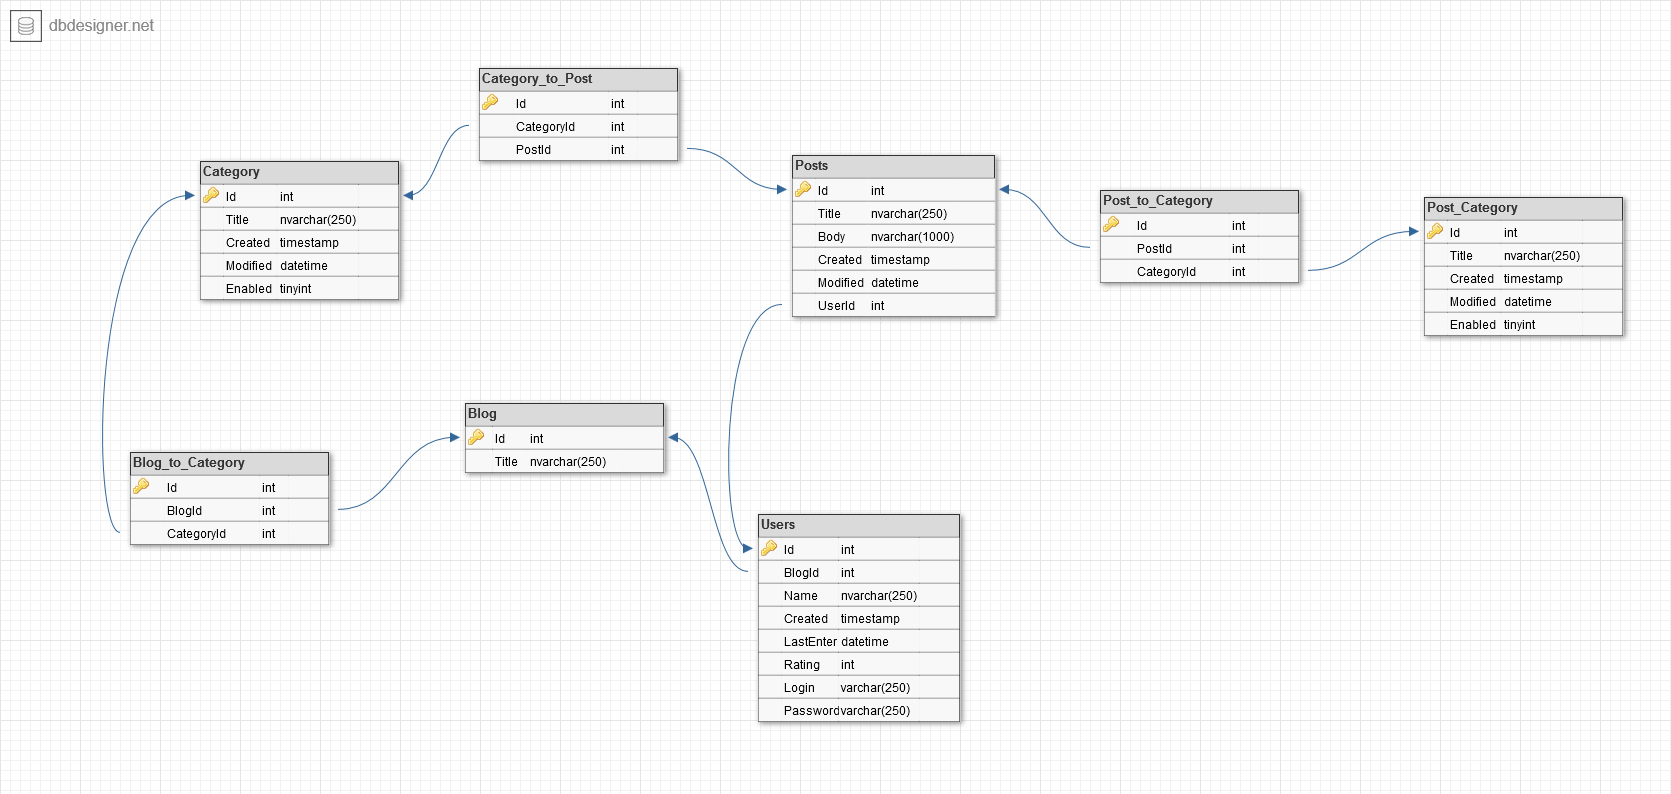 dbdesigner.net
Category_to_Post
Id int
CategoryId int
PostId int
Category
Id int
Title nvarchar(250)
Created timestamp
Modified datetime
Enabled tinyint
Posts
Id int
Title nvarchar(250)
Body nvarchar(1000)
Created timestamp
Modified datetime
UserId int
Post_to_Category
Id int
PostId int
CategoryId int
Post_Category
Id int
Title nvarchar(250)
Created timestamp
Modified datetime
Enabled tinyint
Blog
Id int
Title nvarchar(250)
Blog_to_Category
Id int
BlogId int
CategoryId int
Users
Id int
BlogId int
Name nvarchar(250)
Created timestamp
LastEnter datetime
Rating int
Login varchar(250)
Password varchar(250)